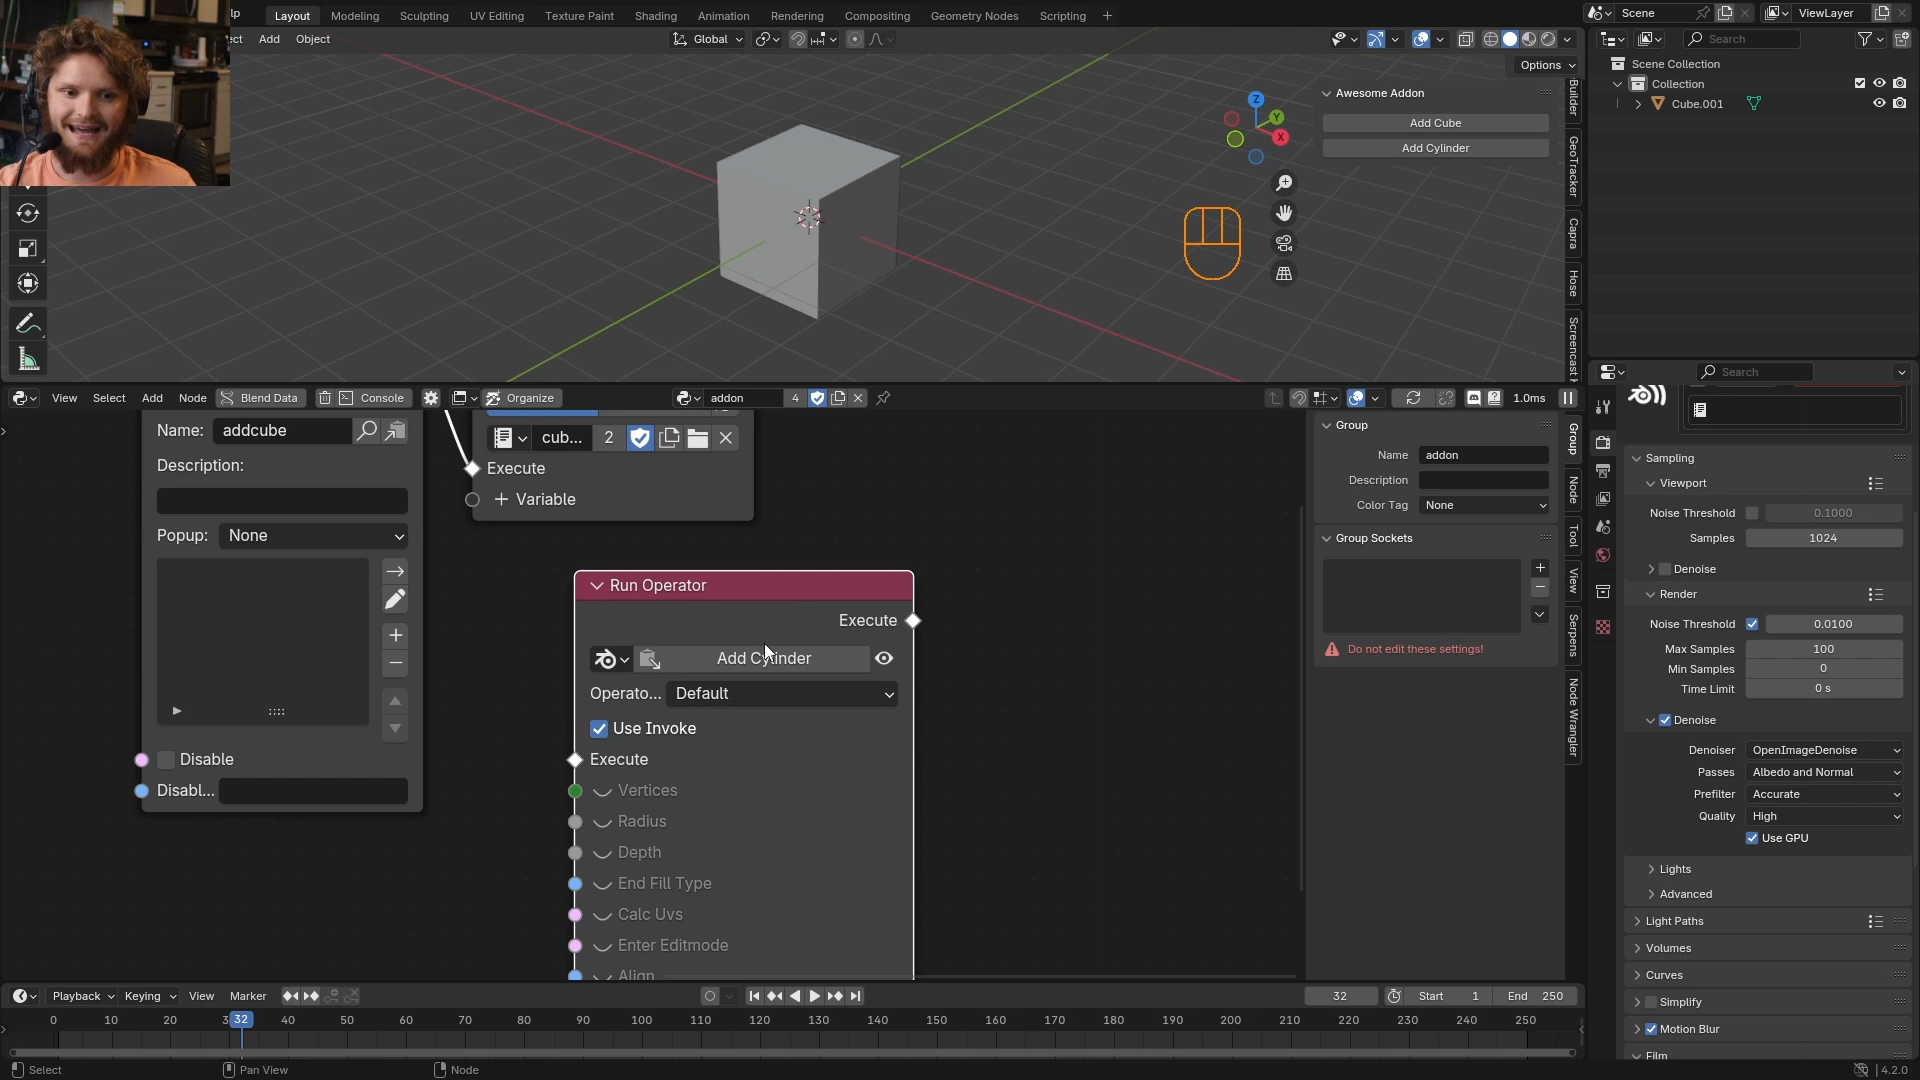 lp
Layout
Modeling
Sculpting
UV Editing
Texture Paint
Shading
Animation
Rendering
Compositing
Geometry Nodes
Scripting
+
Scene
ViewLayer
ect
Add
Object
Global
Options
Search
Scene Collection
Collection
Cube.001
Awesome Addon
Add Cube
Add Cylinder
Z
Y
X
Builder
GeoTracker
Capra
Hose
Screencast K
View
Select
Add
Node
Blend Data
Console
Organize
addon
4
1.0ms
Search
Name: addcube
Description:
Popup: None
Disable
Disabl...
cub...
2
Execute
+ Variable
Run Operator
Execute
Add Cylinder
Operato... Default
Use Invoke
Execute
Vertices
Radius
Depth
End Fill Type
Calc Uvs
Enter Editmode
Align
Group
Name addon
Description
Color Tag None
Group Sockets
Do not edit these settings!
Group
Node
Tool
View
Serpens
Node Wrangler
Sampling
Viewport
Noise Threshold 0.1000
Samples 1024
Denoise
Render
Noise Threshold 0.0100
Max Samples 100
Min Samples 0
Time Limit 0 s
Denoise
Denoiser OpenImageDenoise
Passes Albedo and Normal
Prefilter Accurate
Quality High
Use GPU
Lights
Advanced
Light Paths
Volumes
Curves
Simplify
Motion Blur
Film
Playback
Keying
View
Marker
32
Start 1
End 250
0 10 20 3 32 40 50 60 70 80 90 100 110 120 130 140 150 160 170 180 190 200 210 220 230 240 250
Select
Pan View
Node
4.2.0